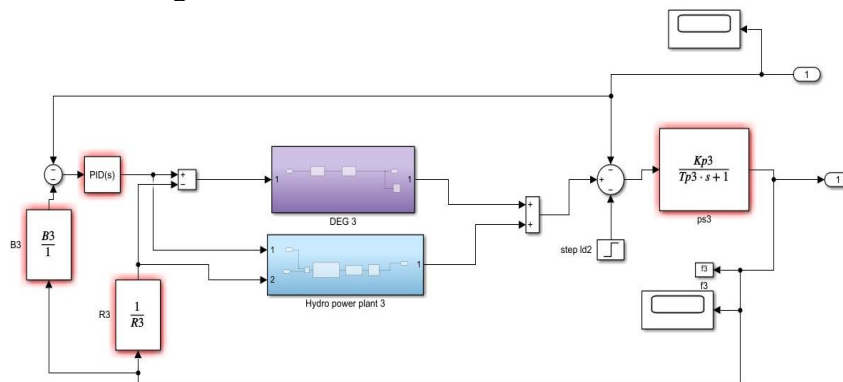 1
PID(s)
1
DEG 3
1
Kp3
Tp3 · s + 1
ps3
1
B3
B3
1
1
2
Hydro power plant 3
1
step ld2
f3
f3
R3
1
R3